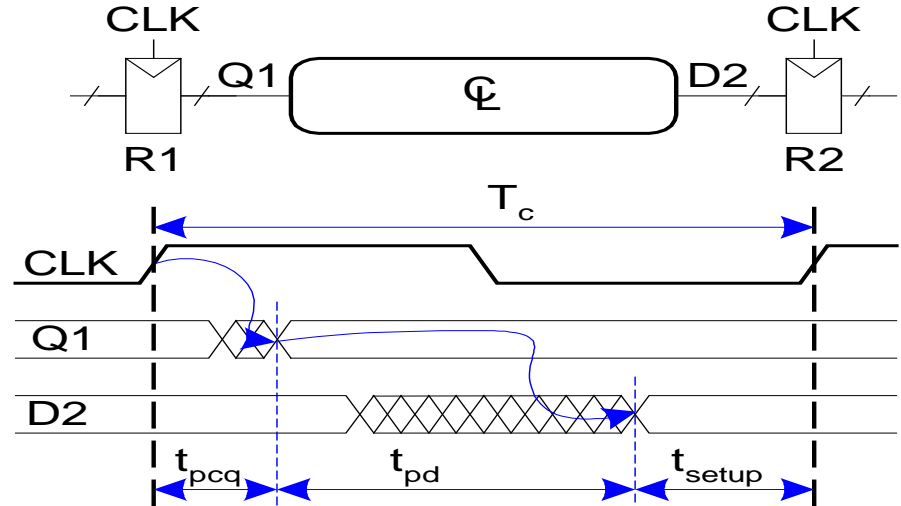 CLK CLK
Q1 CL D2
R1 R2
Tc
CLK
Q1
D2
tpcq tpd tsetup